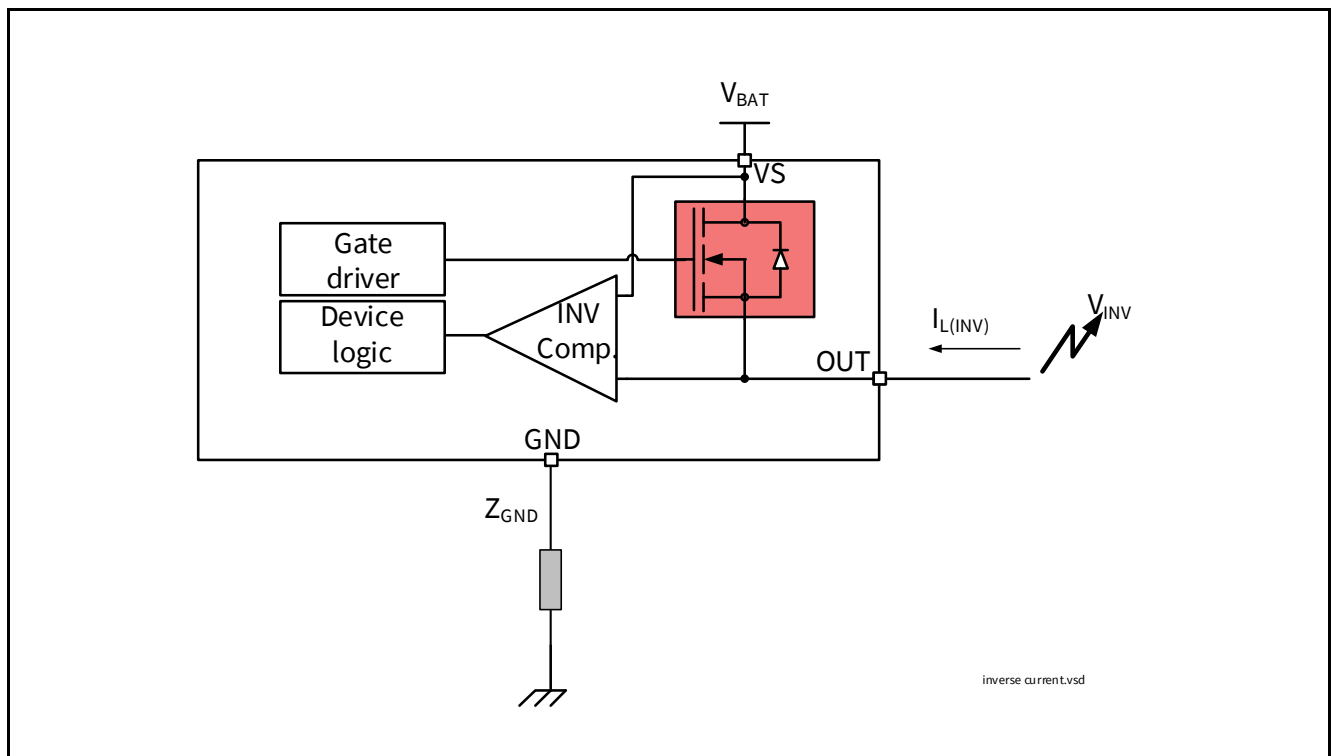 VBAT
VS
Gate
driver
Device
logic
INV
Comp.
OUT
IL(INV)
VINV
GND
ZGND
inverse current.vsd